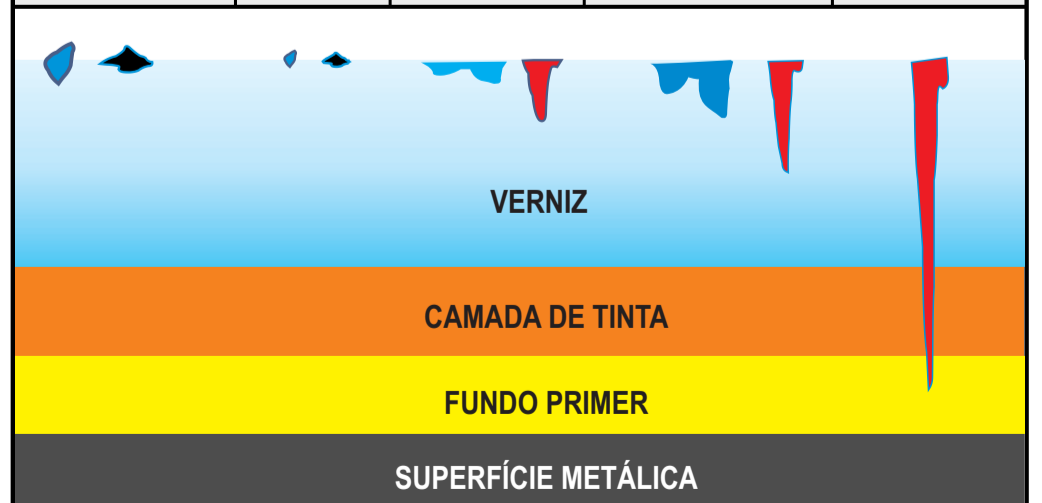 VERNIZ
CAMADA DE TINTA
FUNDO PRIMER
SUPERFÍCIE METÁLICA